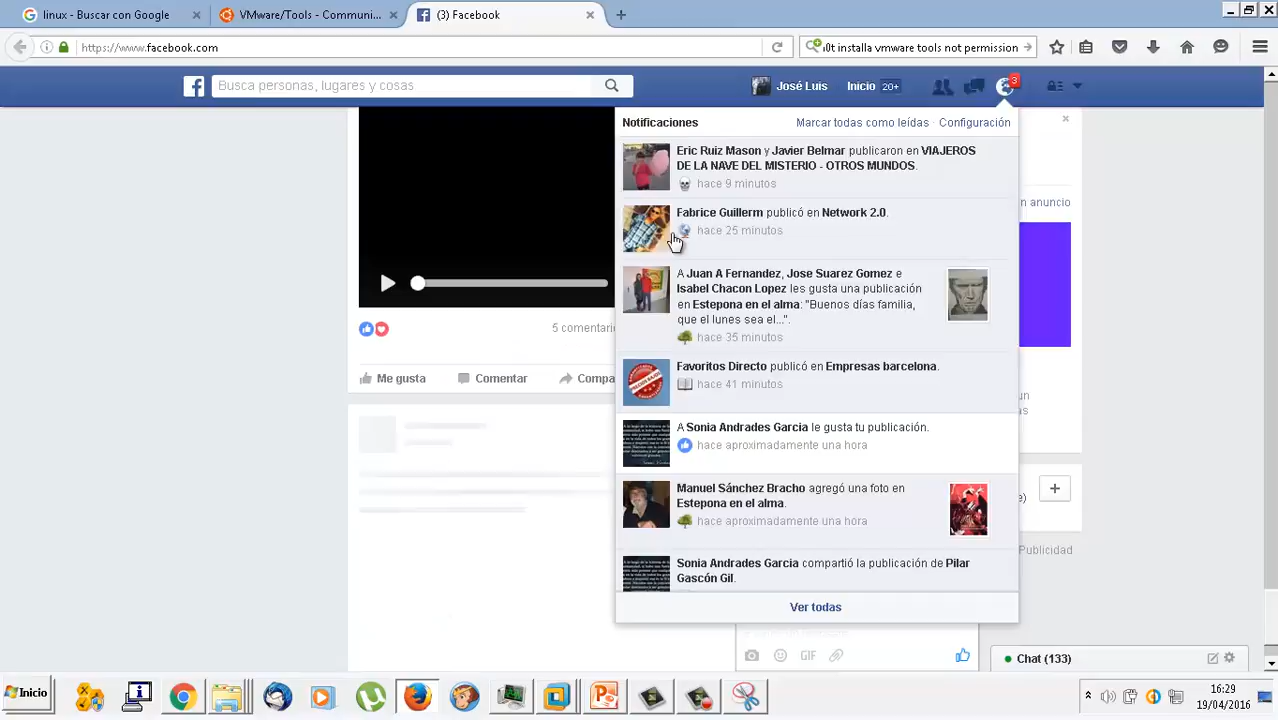 linux - Buscar con Google
VMware/Tools - Communi...
(3) Facebook
https://www.facebook.com
0t installa vmware tools not permission
Busca personas, lugares y cosas
José Luis
Inicio 20+
3
Notificaciones
Marcar todas como leídas · Configuración
Eric Ruiz Mason y Javier Belmar publicaron en VIAJEROS
DE LA NAVE DEL MISTERIO - OTROS MUNDOS.
hace 9 minutos
Fabrice Guillerm publicó en Network 2.0.
hace 25 minutos
n anuncio
A Juan A Fernandez, Jose Suarez Gomez e
Isabel Chacon Lopez les gusta una publicación
en Estepona en el alma: "Buenos días familia,
que el lunes sea el...".
hace 35 minutos
5 comentario
Me gusta
Comentar
Compa
Favoritos Directo publicó en Empresas barcelona.
hace 41 minutos
un
as
A Sonia Andrades Garcia le gusta tu publicación.
hace aproximadamente una hora
Manuel Sánchez Bracho agregó una foto en
Estepona en el alma.
hace aproximadamente una hora
e)
Publicidad
Sonia Andrades Garcia compartió la publicación de Pilar
Gascón Gil.
Ver todas
GIF
Chat (133)
Inicio
16:29
19/04/2016